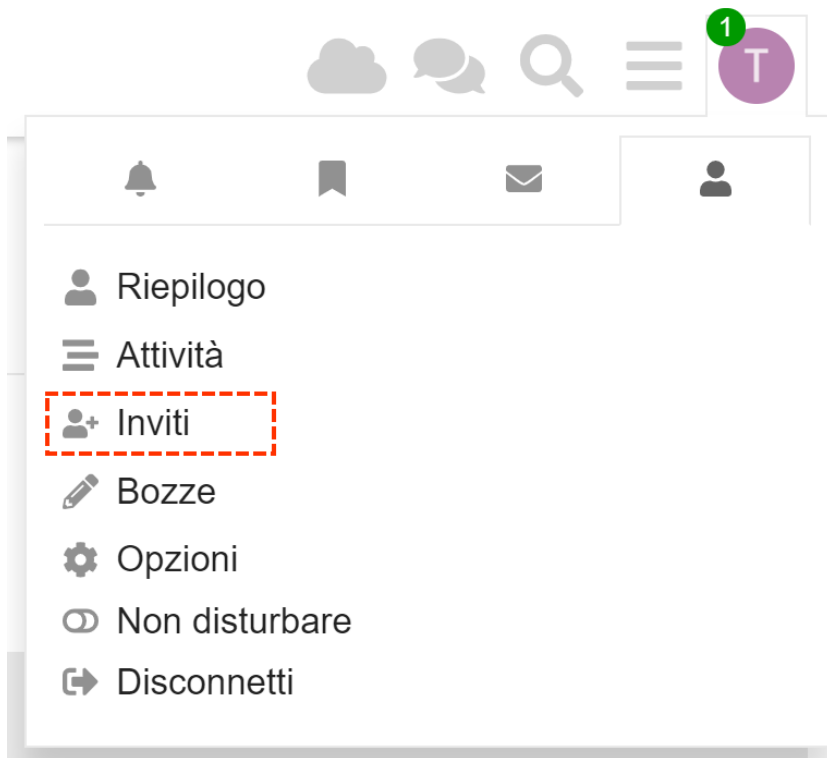 1
T
Riepilogo
Attività
Inviti
Bozze
Opzioni
Non disturbare
Disconnetti